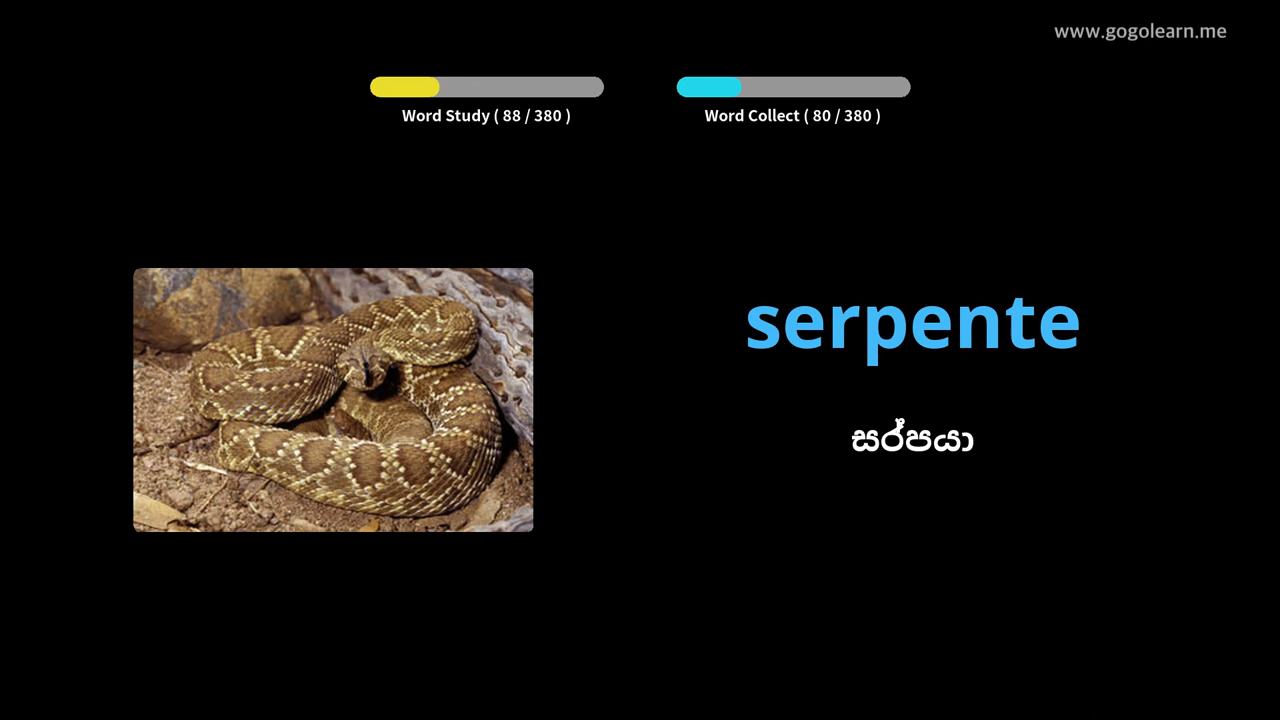 www.gogolearn.me
Word Study ( 88 / 380 )
Word Collect ( 80 / 380 )
serpente
සර්පයා